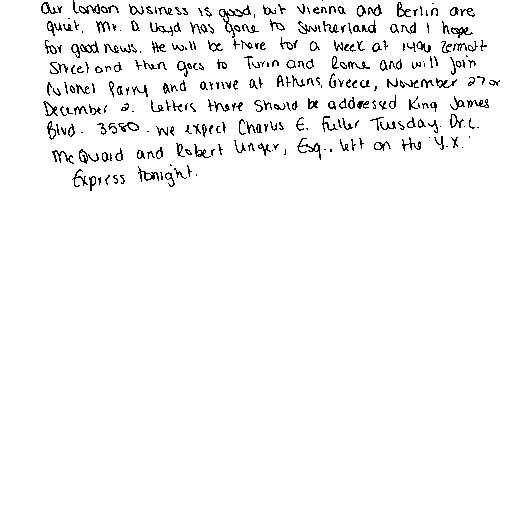 Our London business is good, but Vienna and Berlin are
quiet. Mr. D. Lloyd has gone to Switzerland and I hope
for good news. He will be there for a week at 1496 Zermott
Street and then goes to Turin and Rome and will join
Colonel Parry and arrive at Athens, Greece, November 27 or
December 2. Letters there should be addressed King James
Blvd. 3580. We expect Charles E. Fuller Tuesday. Dr. L.
McQuaid and Robert Unger, Esq., left on the 'Y.X.'
Express tonight.